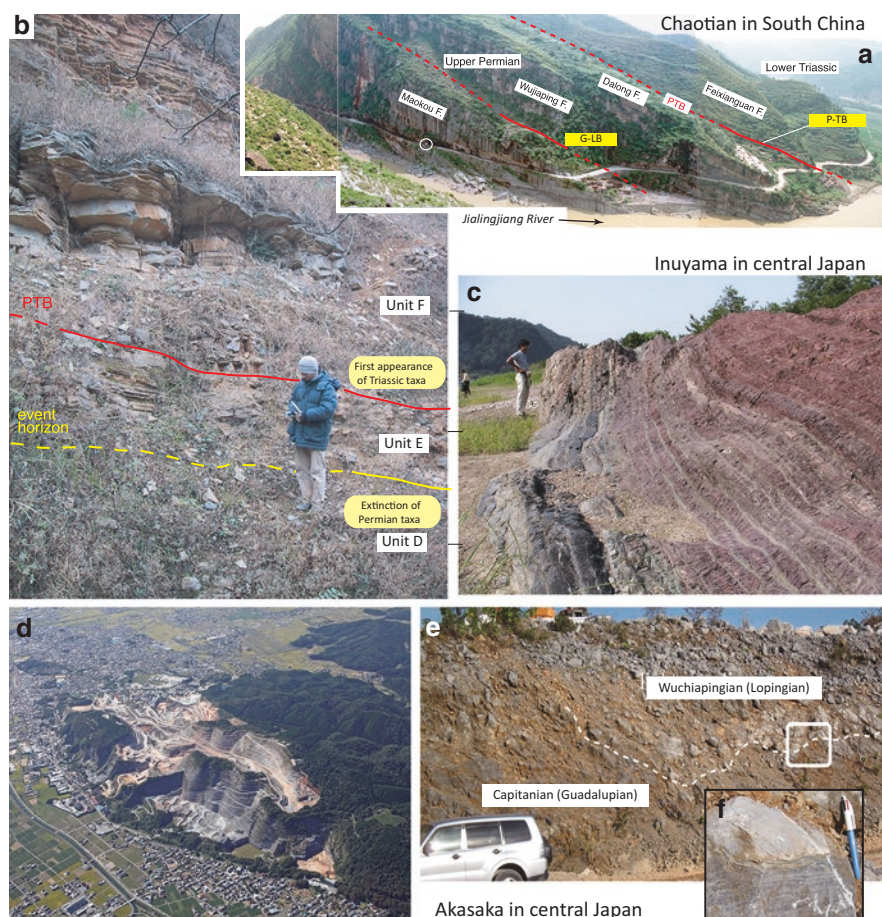 b
Chaotian in South China
a
Upper Permian
Lower Triassic
Maokou F.
Wujiaping F.
Dalong F.
PTB
Feixianguan F.
P-TB
G-LB
Jialingjiang River
Inuyama in central Japan
c
PTB
Unit F
First appearance
of Triassic taxa
event
horizon
Unit E
Extinction of
Permian taxa
Unit D
d
e
Wuchiapingian (Lopingian)
Capitanian (Guadalupian)
f
Akasaka in central Japan